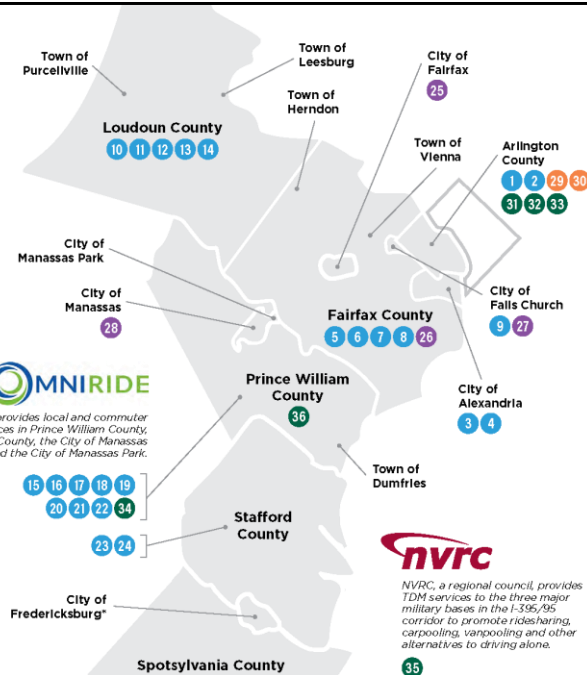 Town of
Purcellville
Town of
Leesburg
City of
Fairfax
25
Town of
Herndon
Loudoun County
10 11 12 13 14
Town of
Vienna
Arlington
County
1 2 29 30
31 32 33
City of
Manassas Park
City of
Manassas
28
City of
Falls Church
9 27
Fairfax County
5 6 7 8 26
MNIRIDE
provides local and commuter
ces in Prince William County,
County, the City of Manassas
d the City of Manassas Park.
Prince William
County
36
City of
Alexandria
3 4
Town of
Dumfries
15 16 17 18 19
20 21 22 34
23 24
Stafford
County
nvrc
NVRC, a regional council, provides
TDM services to the three major
military bases in the I-395/95
corridor to promote ridesharing,
carpooling, vanpooling and other
alternatives to driving alone.
35
City of
Fredericksburg*
Spotsylvania County